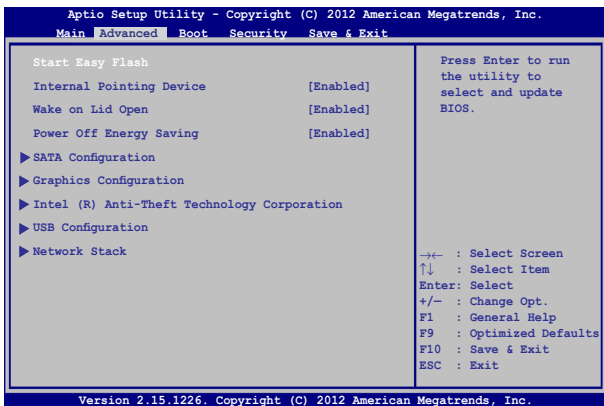 Aptio Setup Utility - Copyright (C) 2012 American Megatrends, Inc.
Main Advanced Boot Security Save & Exit
Start Easy Flash
Internal Pointing Device [Enabled]
Wake on Lid Open [Enabled]
Power Off Energy Saving [Enabled]
SATA Configuration
Graphics Configuration
Intel (R) Anti-Theft Technology Corporation
USB Configuration
Network Stack
Press Enter to run
the utility to
select and update
BIOS.
→← : Select Screen
↑↓ : Select Item
Enter: Select
+/— : Change Opt.
F1 : General Help
F9 : Optimized Defaults
F10 : Save & Exit
ESC : Exit
Version 2.15.1226. Copyright (C) 2012 American Megatrends, Inc.